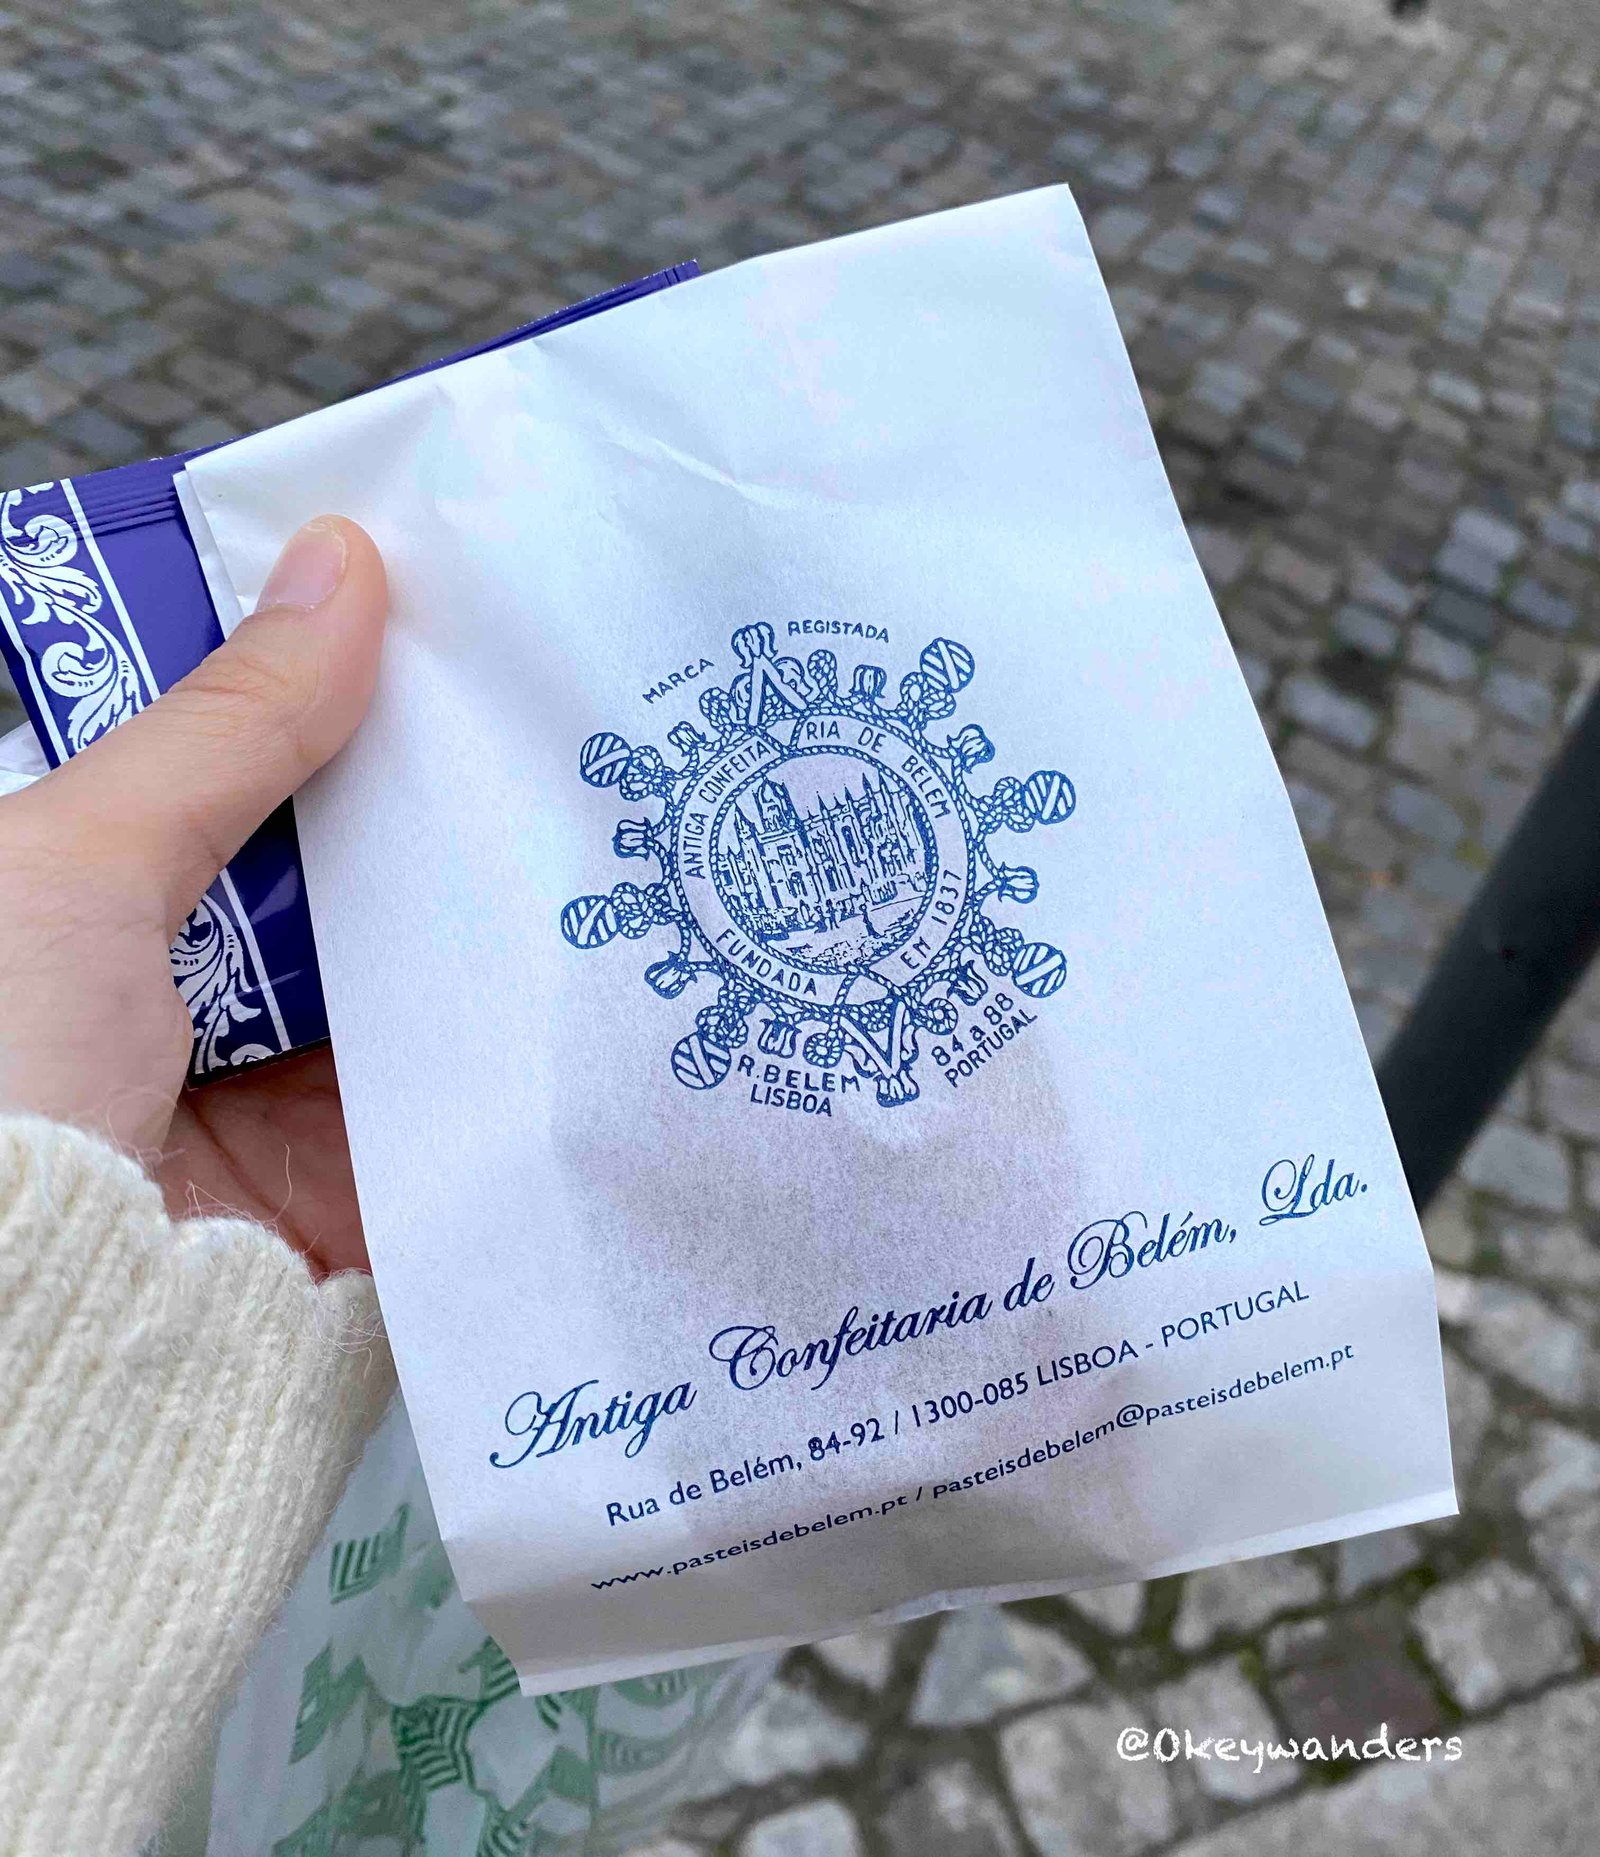 MARCA REGISTADA
ANTIGA CONFEITARIA DE BELEM
FUNDADA EM 1837
R. BELEM 84 a 88
LISBOA PORTUGAL
Antiga Confeitaria de Belém, Lda.
Rua de Belém, 84-92 / 1300-085 LISBOA - PORTUGAL
www.pasteisdebelem.pt / pasteisdebelem@pasteisdebelem.pt
@Okeywanders